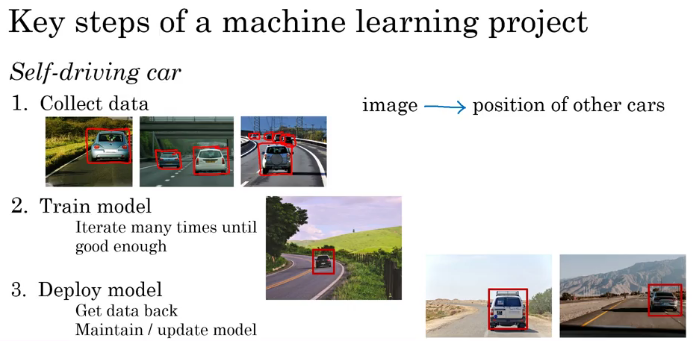 Key steps of a machine learning project
Self-driving car
1. Collect data
image → position of other cars
2. Train model
Iterate many times until
good enough
3. Deploy model
Get data back
Maintain / update model